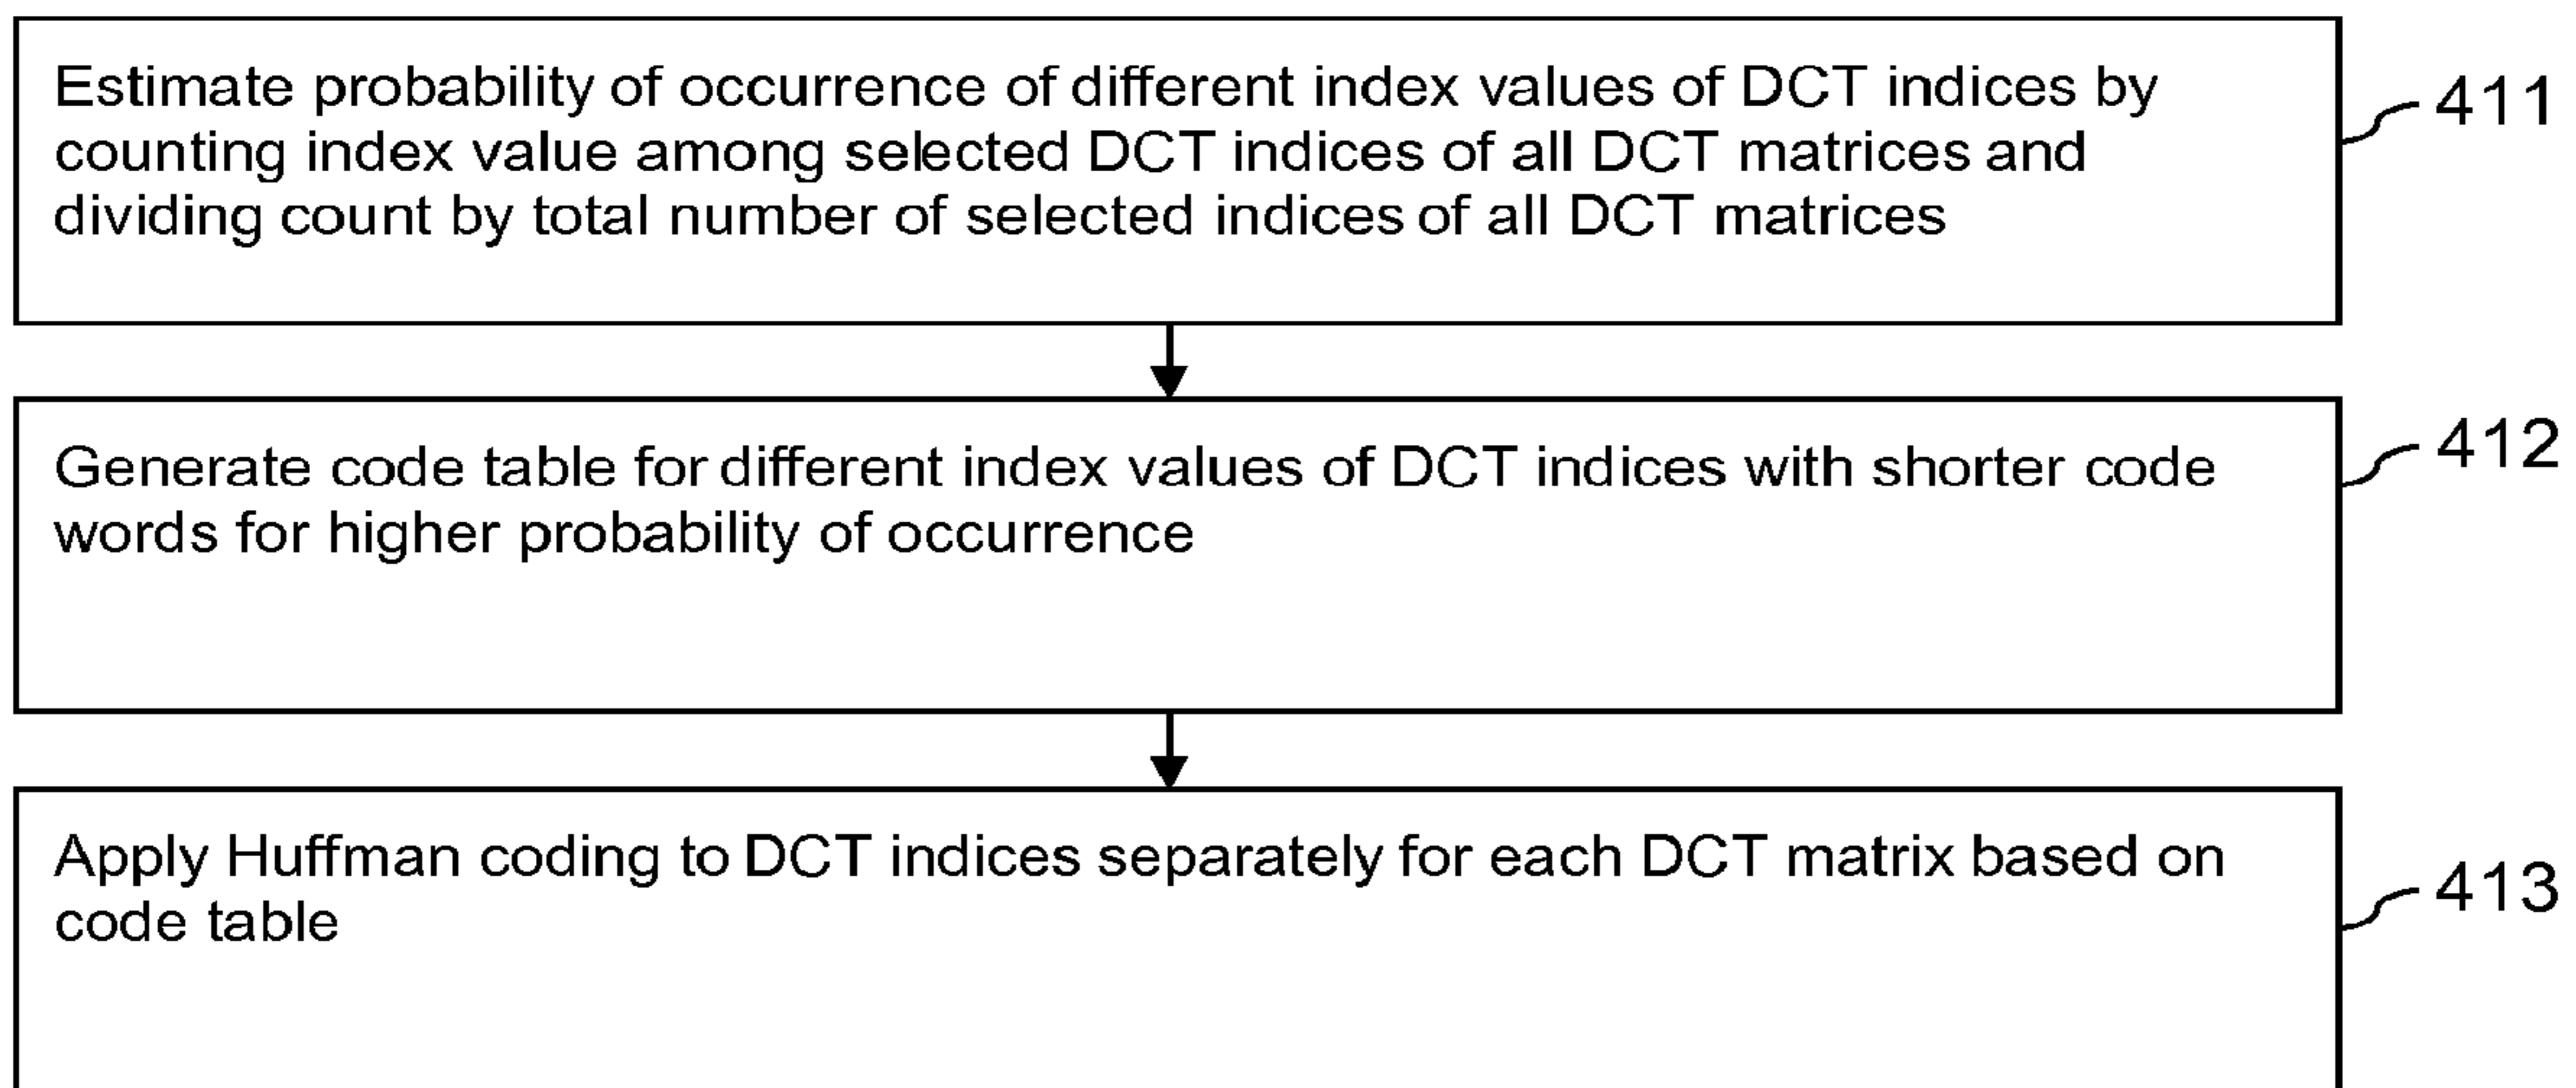 Estimate probability of occurrence of different index values of DCT indices by
counting index value among selected DCT indices of all DCT matrices and
dividing count by total number of selected indices of all DCT matrices
411
Generate code table for different index values of DCT indices with shorter code
words for higher probability of occurrence
412
Apply Huffman coding to DCT indices separately for each DCT matrix based on
code table
413